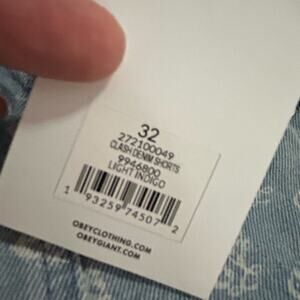 32
272100049
CLASH DENIM SHORTS
9946800
LIGHT INDIGO
1 93259 74507 2
OBEYCLOTHING.COM
OBEYGIANT.COM